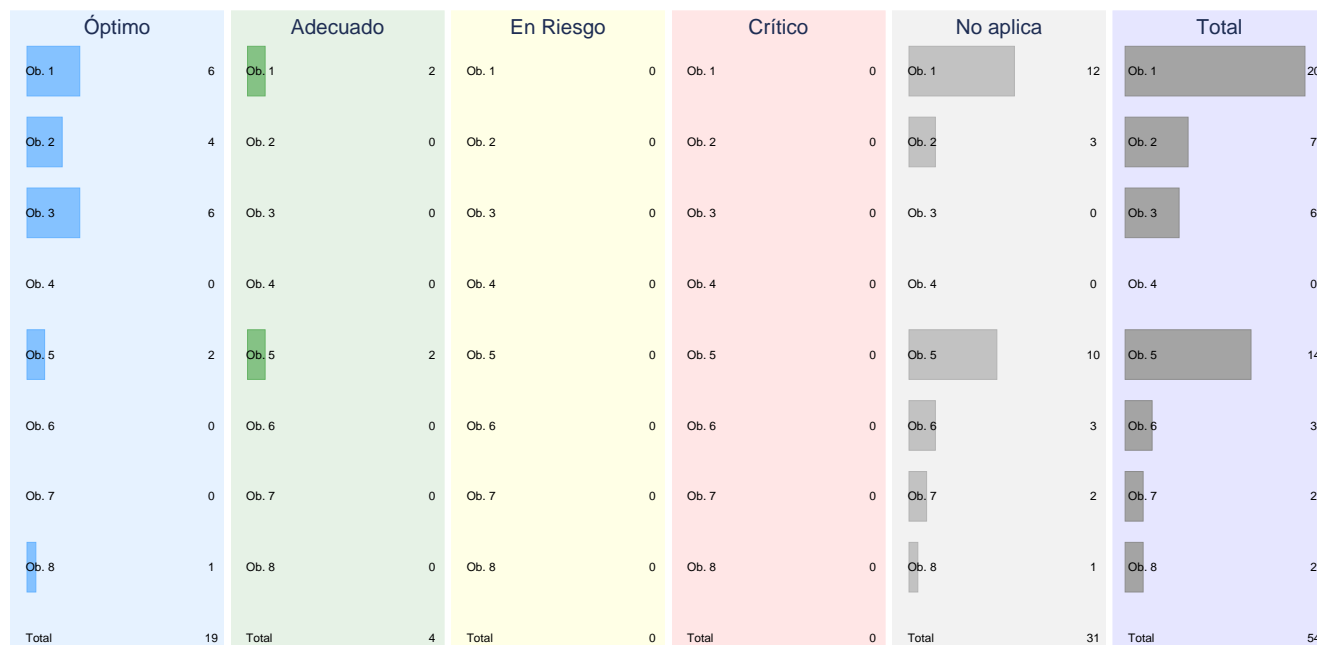 Óptimo Adecuado En Riesgo Crítico No aplica Total
Ob. 1 6 Ob. 1 2 Ob. 1 0 Ob. 1 0 Ob. 1 12 Ob. 1 20
Ob. 2 4 Ob. 2 0 Ob. 2 0 Ob. 2 0 Ob. 2 3 Ob. 2 7
Ob. 3 6 Ob. 3 0 Ob. 3 0 Ob. 3 0 Ob. 3 0 Ob. 3 6
Ob. 4 0 Ob. 4 0 Ob. 4 0 Ob. 4 0 Ob. 4 0 Ob. 4 0
Ob. 5 2 Ob. 5 2 Ob. 5 0 Ob. 5 0 Ob. 5 10 Ob. 5 14
Ob. 6 0 Ob. 6 0 Ob. 6 0 Ob. 6 0 Ob. 6 3 Ob. 6 3
Ob. 7 0 Ob. 7 0 Ob. 7 0 Ob. 7 0 Ob. 7 2 Ob. 7 2
Ob. 8 1 Ob. 8 0 Ob. 8 0 Ob. 8 0 Ob. 8 1 Ob. 8 2
Total 19 Total 4 Total 0 Total 0 Total 31 Total 54